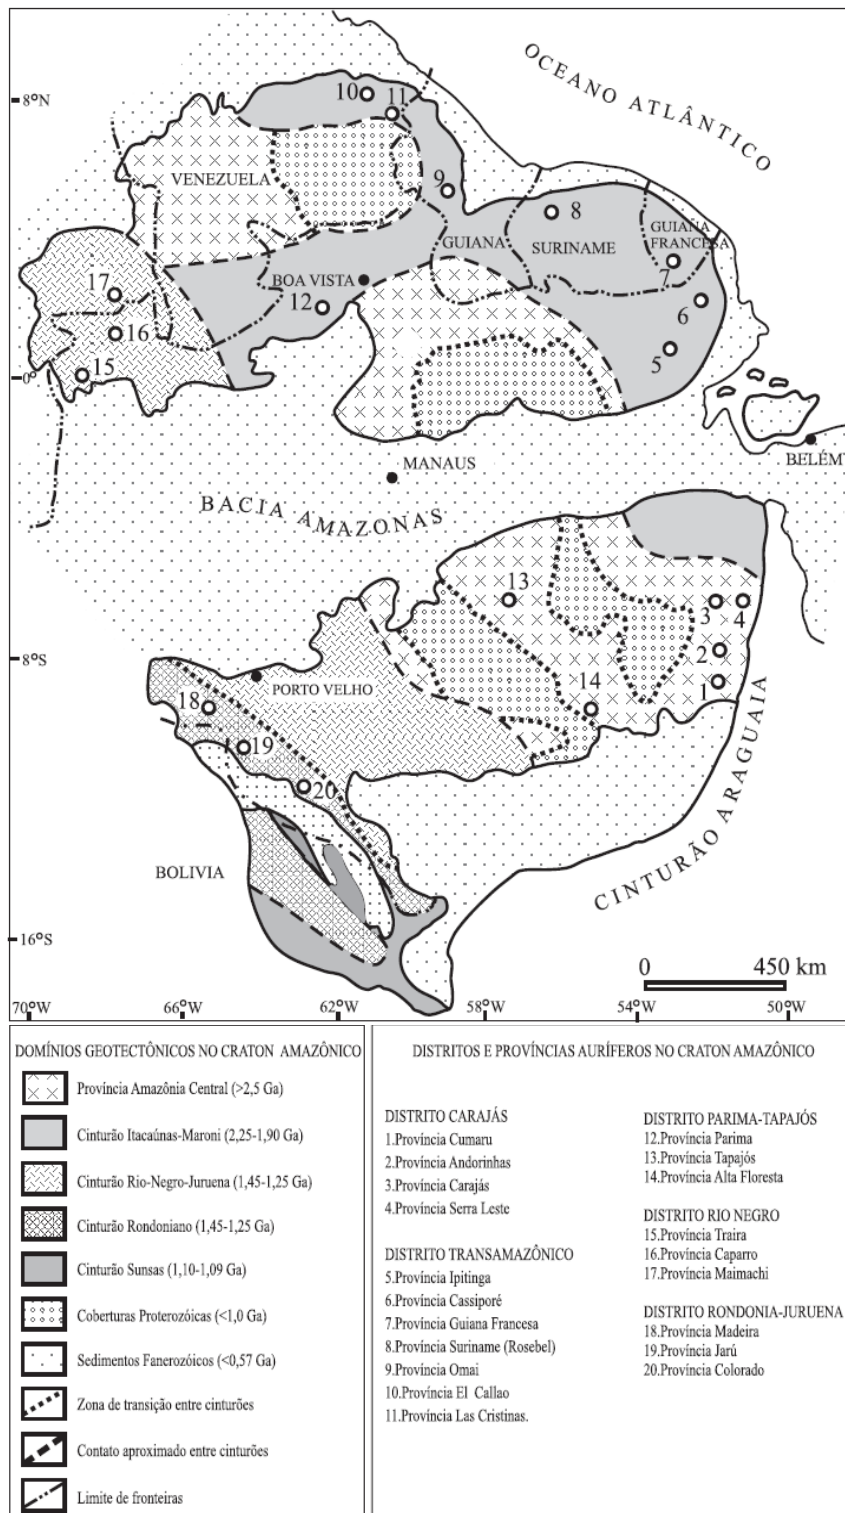 OCEANO ATLÂNTICO
8ºN
10
11
VENEZUELA
9
8
GUIANA
SURINAME
GUIANA
FRANCESA
7
17
BOA VISTA
12
6
16
15
5
0º
MANAUS
BELÉM
BACIA AMAZONAS
13
3
4
2
8ºS
1
PORTO VELHO
14
18
19
20
CINTURÃO ARAGUAIA
BOLIVIA
16ºS
0
450 km
70ºW
66ºW
62ºW
58ºW
54ºW
50ºW
DOMÍNIOS GEOTECTÔNICOS NO CRATON AMAZÔNICO
Província Amazônia Central (>2,5 Ga)
Cinturão Itacaúnas-Maroni (2,25-1,90 Ga)
Cinturão Rio-Negro-Juruena (1,45-1,25 Ga)
Cinturão Rondoniano (1,45-1,25 Ga)
Cinturão Sunsas (1,10-1,09 Ga)
Coberturas Proterozóicas (<1,0 Ga)
Sedimentos Fanerozóicos (<0,57 Ga)
Zona de transição entre cinturões
Contato aproximado entre cinturões
Limite de fronteiras
DISTRITOS E PROVÍNCIAS AURÍFEROS NO CRATON AMAZÔNICO
DISTRITO CARAJÁS
1.Província Cumaru
2.Província Andorinhas
3.Província Carajás
4.Província Serra Leste
DISTRITO TRANSAMAZÔNICO
5.Província Ipitinga
6.Província Cassiporé
7.Província Guiana Francesa
8.Província Suriname (Rosebel)
9.Província Omai
10.Província El Callao
11.Província Las Cristinas.
DISTRITO PARIMA-TAPAJÓS
12.Província Parima
13.Província Tapajós
14.Província Alta Floresta
DISTRITO RIO NEGRO
15.Província Traira
16.Província Caparro
17.Província Maimachi
DISTRITO RONDONIA-JURUENA
18.Província Madeira
19.Província Jarú
20.Província Colorado